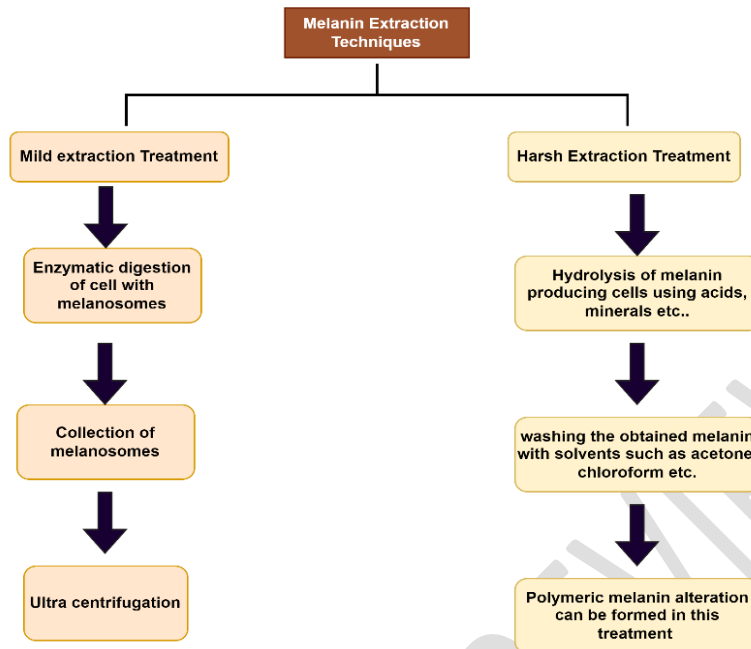 Melanin Extraction
Techniques
Mild extraction Treatment
Enzymatic digestion
of cell with
melanosomes
Collection of
melanosomes
Ultra centrifugation
Harsh Extraction Treatment
Hydrolysis of melanin
producing cells using acids,
minerals etc..
washing the obtained melanin
with solvents such as acetone
chloroform etc.
Polymeric melanin alteration
can be formed in this
treatment